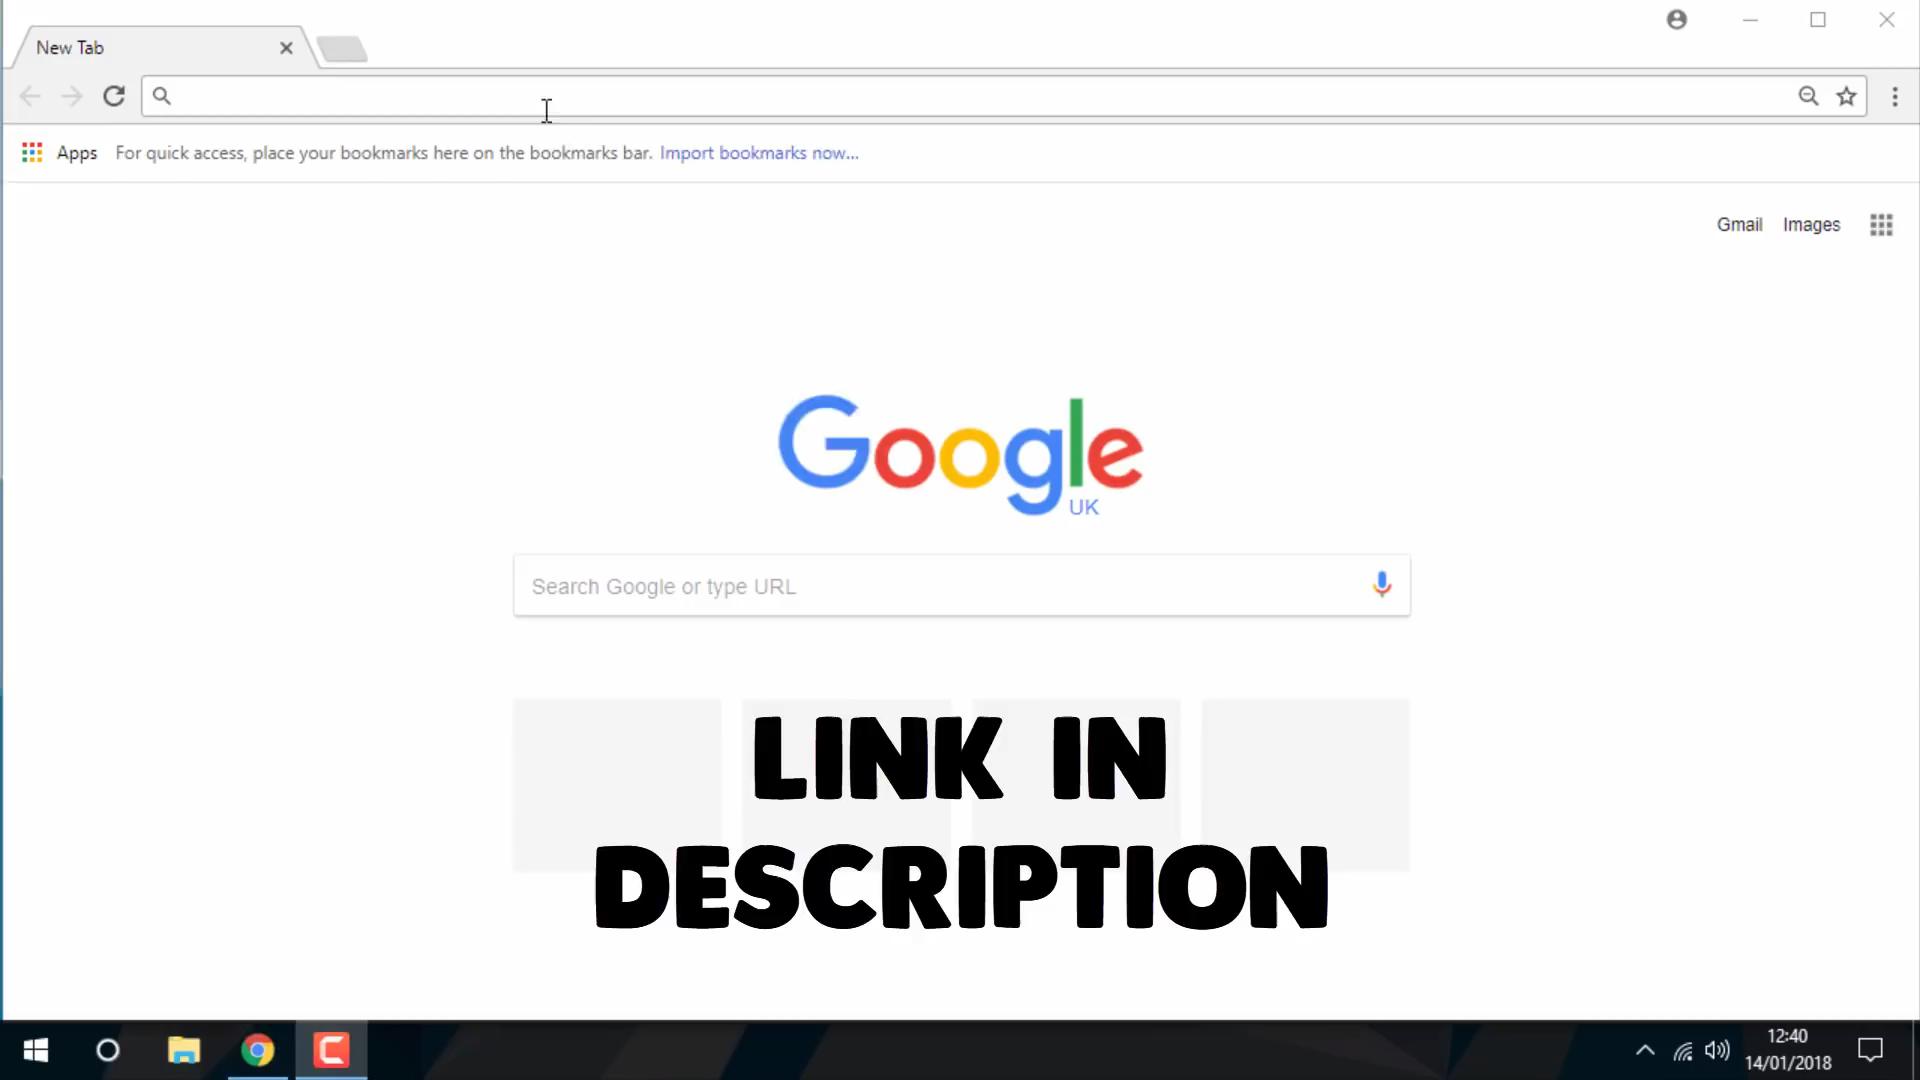 New Tab
Apps For quick access, place your bookmarks here on the bookmarks bar. Import bookmarks now...
Gmail Images
Google
UK
Search Google or type URL
LINK IN
DESCRIPTION
12:40
14/01/2018